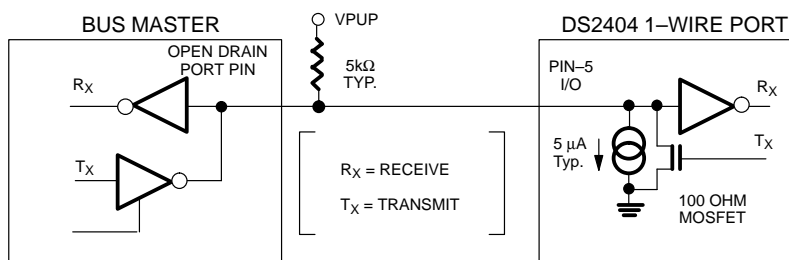 BUS MASTER
VPUP
DS2404 1–WIRE PORT
OPEN DRAIN
PORT PIN
5kΩ
TYP.
PIN–5
I/O
RX
RX
TX
5 µA
Typ.
TX
RX = RECEIVE
TX = TRANSMIT
100 OHM
MOSFET